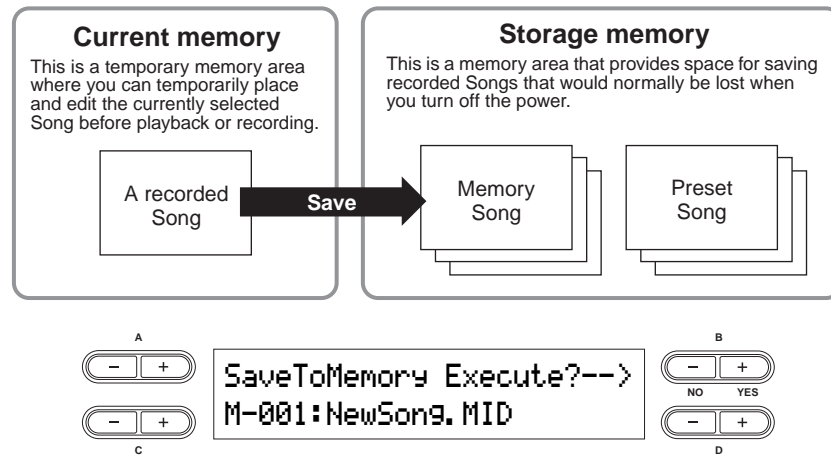 Current memory
This is a temporary memory area
where you can temporarily place
and edit the currently selected
Song before playback or recording.
A recorded
Song
Save
Storage memory
This is a memory area that provides space for saving
recorded Songs that would normally be lost when
you turn off the power.
Memory
Song
Preset
Song
A
− +
C
− +
SaveToMemory Execute?-->
M-001:NewSong.MID
B
− +
NO YES
− +
D